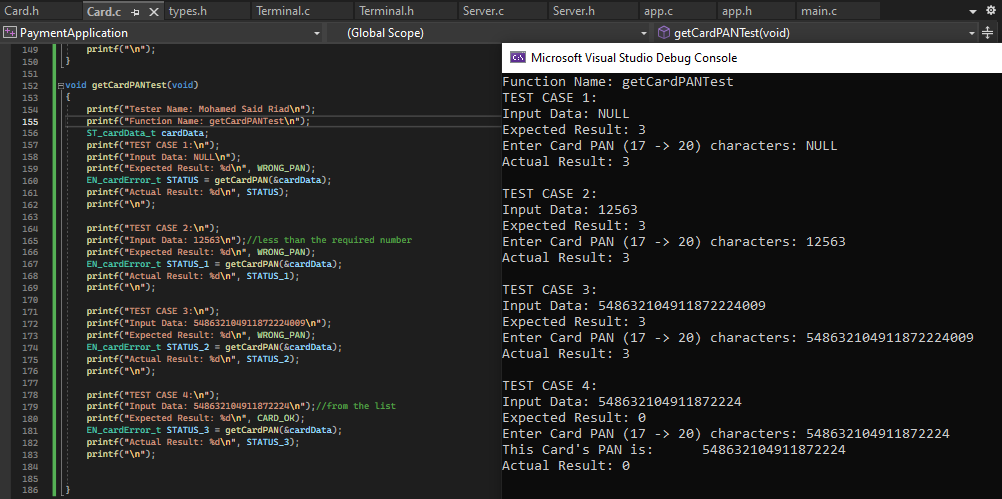 Card.h Card.c types.h Terminal.c Terminal.h Server.c Server.h app.c app.h main.c
PaymentApplication (Global Scope) getCardPANTest(void)
149 printf("\n");
150 }
151
152 void getCardPANTest(void)
153 {
154 printf("Tester Name: Mohamed Said Riad\n");
155 printf("Function Name: getCardPANTest\n");
156 ST_cardData_t cardData;
157 printf("TEST CASE 1:\n");
158 printf("Input Data: NULL\n");
159 printf("Expected Result: %d\n", WRONG_PAN);
160 EN_cardError_t STATUS = getCardPAN(&cardData);
161 printf("Actual Result: %d\n", STATUS);
162 printf("\n");
163
164 printf("TEST CASE 2:\n");
165 printf("Input Data: 12563\n");//less than the required number
166 printf("Expected Result: %d\n", WRONG_PAN);
167 EN_cardError_t STATUS_1 = getCardPAN(&cardData);
168 printf("Actual Result: %d\n", STATUS_1);
169 printf("\n");
170
171 printf("TEST CASE 3:\n");
172 printf("Input Data: 548632104911872224009\n");
173 printf("Expected Result: %d\n", WRONG_PAN);
174 EN_cardError_t STATUS_2 = getCardPAN(&cardData);
175 printf("Actual Result: %d\n", STATUS_2);
176 printf("\n");
177
178 printf("TEST CASE 4:\n");
179 printf("Input Data: 548632104911872224\n");//from the list
180 printf("Expected Result: %d\n", CARD_OK);
181 EN_cardError_t STATUS_3 = getCardPAN(&cardData);
182 printf("Actual Result: %d\n", STATUS_3);
183 printf("\n");
184
185
186 }
C:\ Microsoft Visual Studio Debug Console
Function Name: getCardPANTest
TEST CASE 1:
Input Data: NULL
Expected Result: 3
Enter Card PAN (17 -> 20) characters: NULL
Actual Result: 3
TEST CASE 2:
Input Data: 12563
Expected Result: 3
Enter Card PAN (17 -> 20) characters: 12563
Actual Result: 3
TEST CASE 3:
Input Data: 548632104911872224009
Expected Result: 3
Enter Card PAN (17 -> 20) characters: 548632104911872224009
Actual Result: 3
TEST CASE 4:
Input Data: 548632104911872224
Expected Result: 0
Enter Card PAN (17 -> 20) characters: 548632104911872224
This Card's PAN is: 548632104911872224
Actual Result: 0